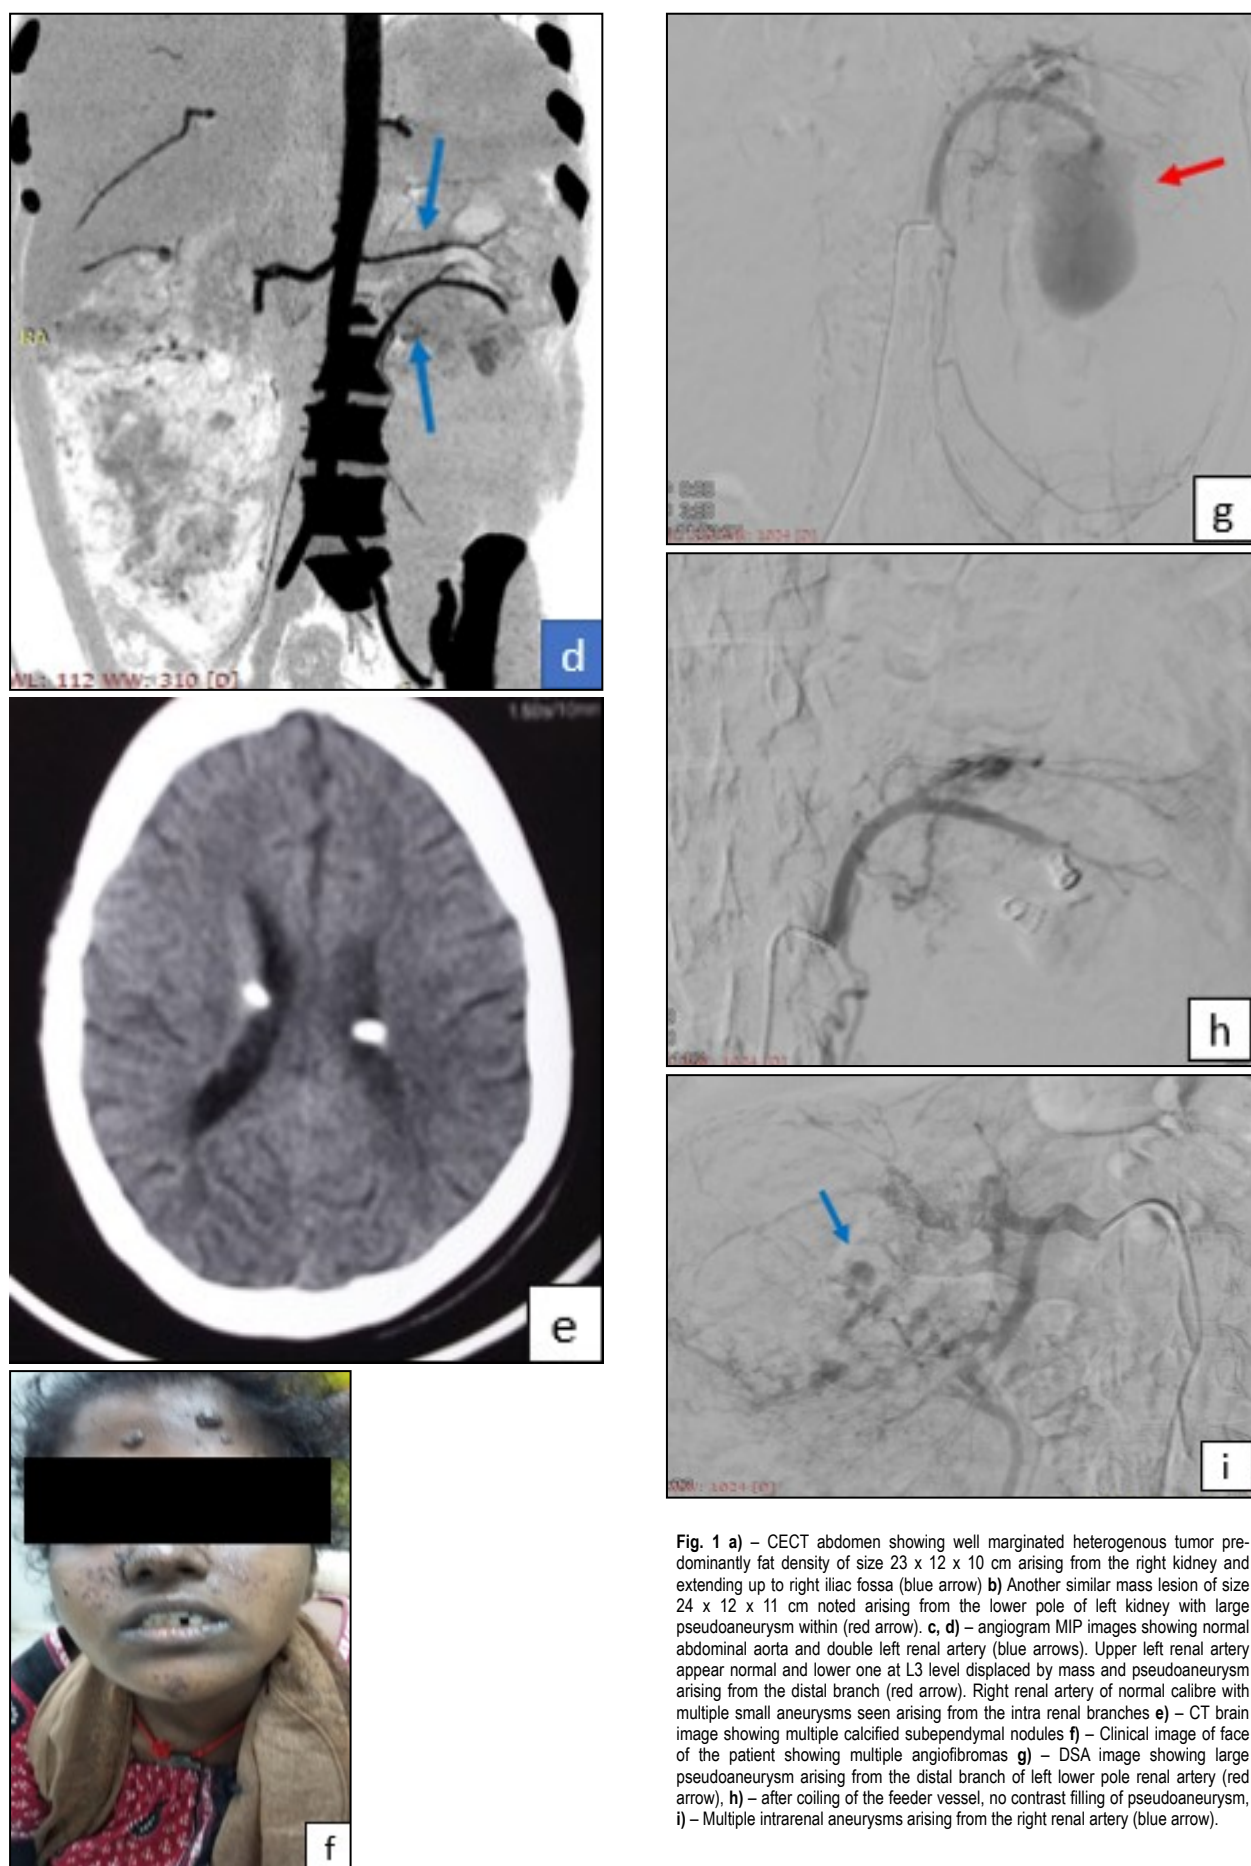 RA
WL: 112 WW: 310 [D]
d
e
f
g
h
i
Fig. 1 a) – CECT abdomen showing well marginated heterogenous tumor pre-
dominantly fat density of size 23 x 12 x 10 cm arising from the right kidney and
extending up to right iliac fossa (blue arrow) b) Another similar mass lesion of size
24 x 12 x 11 cm noted arising from the lower pole of left kidney with large
pseudoaneurysm within (red arrow). c, d) – angiogram MIP images showing normal
abdominal aorta and double left renal artery (blue arrows). Upper left renal artery
appear normal and lower one at L3 level displaced by mass and pseudoaneurysm
arising from the distal branch (red arrow). Right renal artery of normal calibre with
multiple small aneurysms seen arising from the intra renal branches e) – CT brain
image showing multiple calcified subependymal nodules f) – Clinical image of face
of the patient showing multiple angiofibromas g) – DSA image showing large
pseudoaneurysm arising from the distal branch of left lower pole renal artery (red
arrow), h) – after coiling of the feeder vessel, no contrast filling of pseudoaneurysm,
i) – Multiple intrarenal aneurysms arising from the right renal artery (blue arrow).